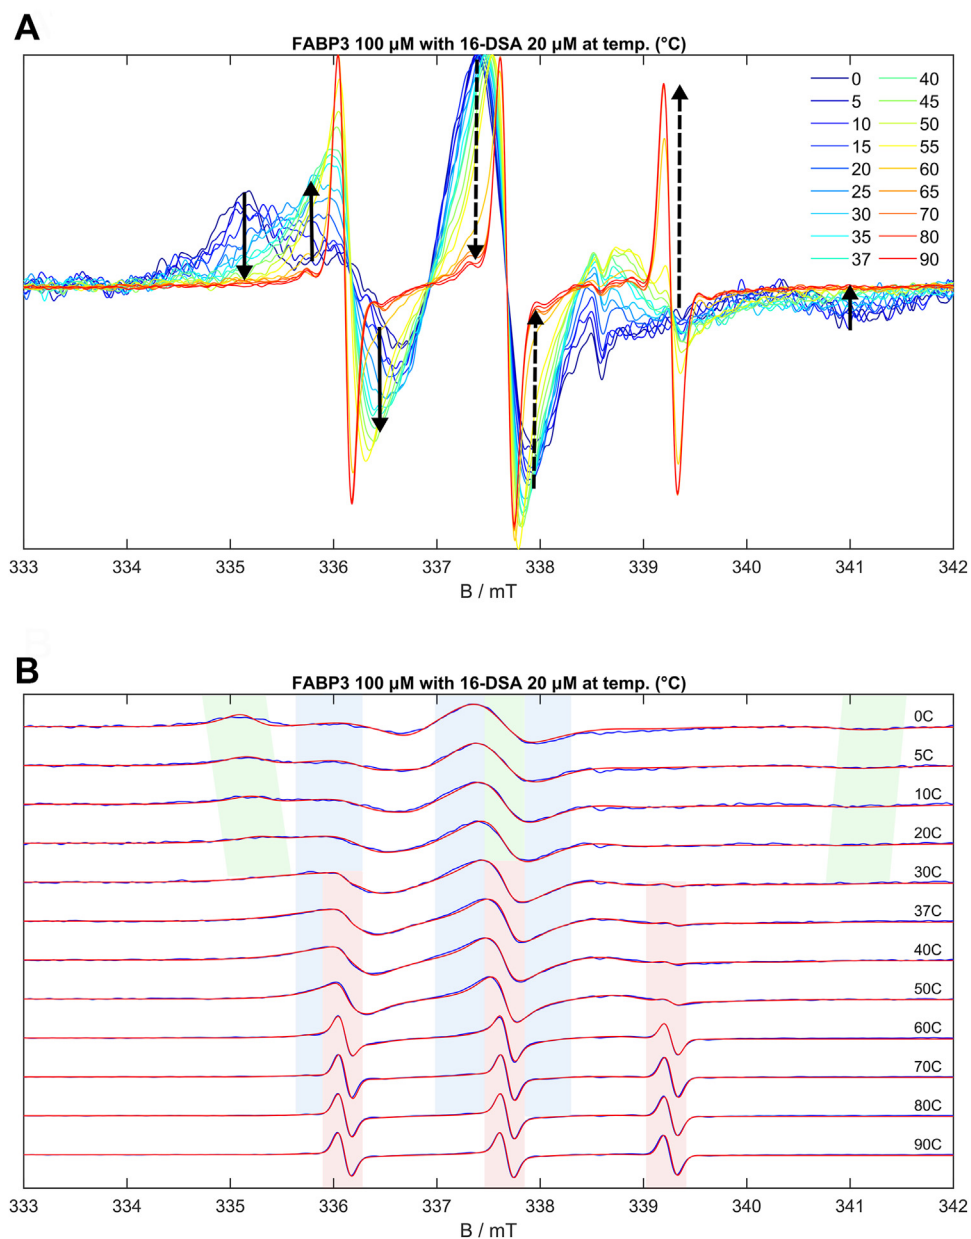 A
FABP3 100 µM with 16-DSA 20 µM at temp. (°C)
0 40
5 45
10 50
15 55
20 60
25 65
30 70
35 80
37 90
333 334 335 336 337 338 339 340 341 342
B / mT
B
FABP3 100 µM with 16-DSA 20 µM at temp. (°C)
0C
5C
10C
20C
30C
37C
40C
50C
60C
70C
80C
90C
333 334 335 336 337 338 339 340 341 342
B / mT